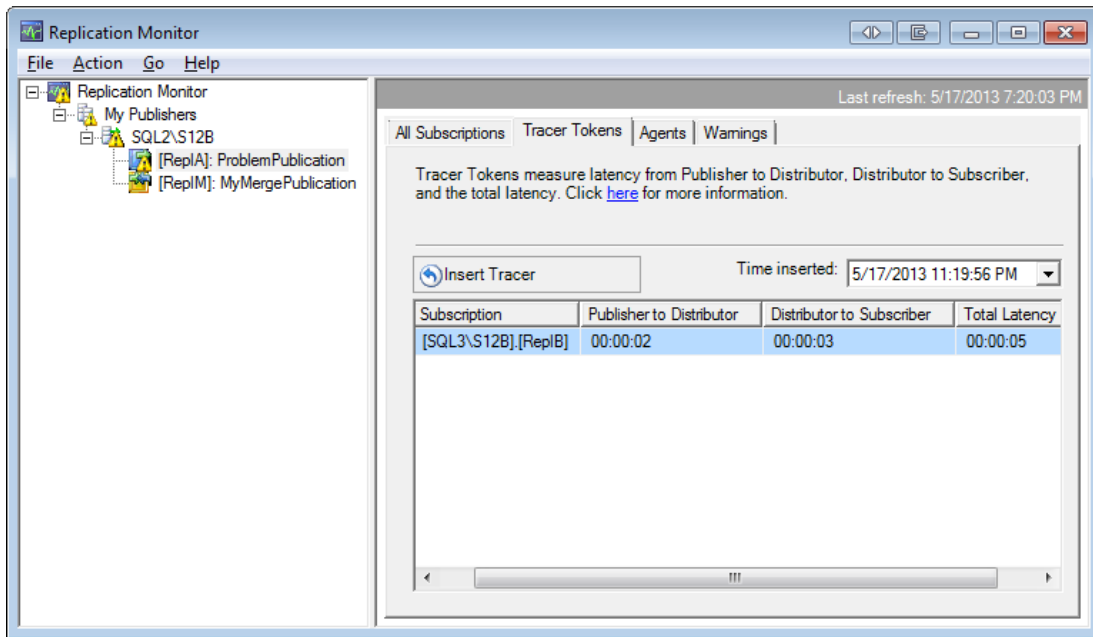 Replication Monitor
File Action Go Help
Replication Monitor
My Publishers
SQL2\S12B
[ReplA]: ProblemPublication
[ReplM]: MyMergePublication
Last refresh: 5/17/2013 7:20:03 PM
All Subscriptions Tracer Tokens Agents Warnings
Tracer Tokens measure latency from Publisher to Distributor, Distributor to Subscriber,
and the total latency. Click here for more information.
Insert Tracer Time inserted: 5/17/2013 11:19:56 PM
Subscription Publisher to Distributor Distributor to Subscriber Total Latency
[SQL3\S12B].[ReplB] 00:00:02 00:00:03 00:00:05